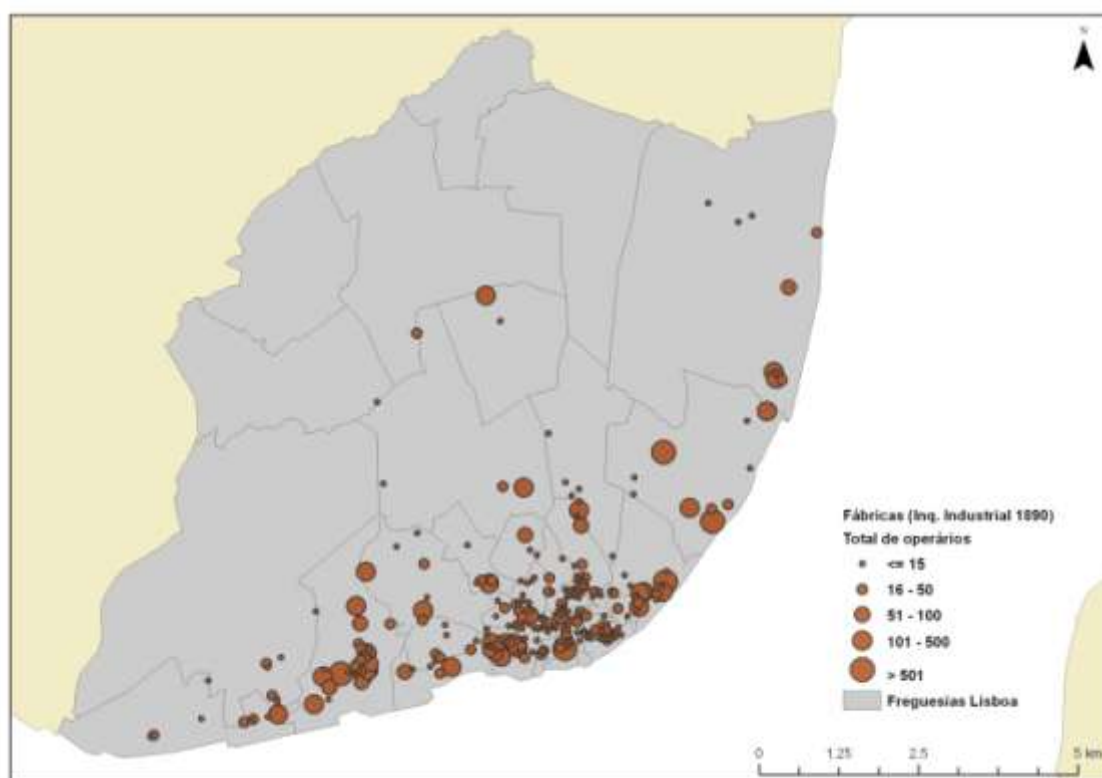 N
Fábricas (Inq. Industrial 1890)
Total de operários
<= 15
16 - 50
51 - 100
101 - 500
> 501
Freguesias Lisboa
0 1.25 2.5 5 km